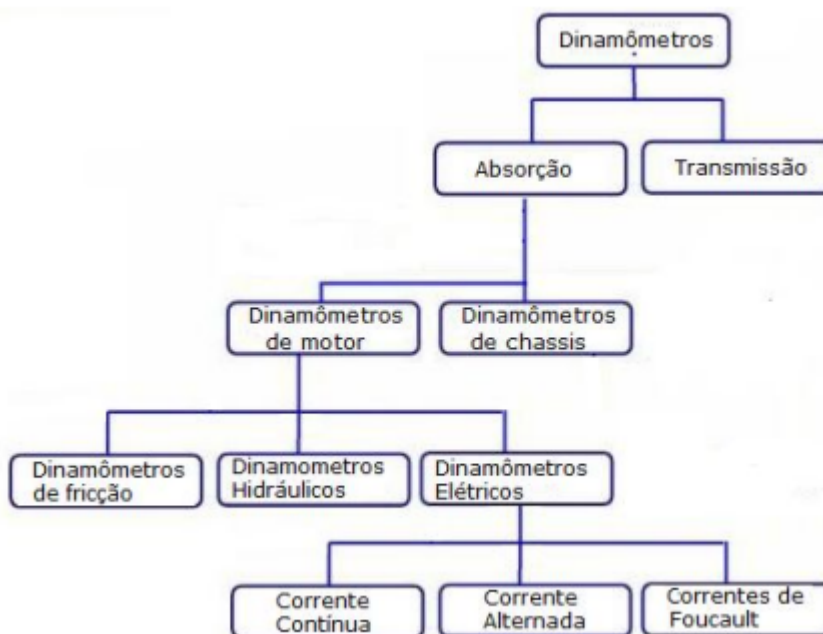 Dinamômetros
Absorção
Transmissão
Dinamômetros
de motor
Dinamômetros
de chassis
Dinamômetros
de fricção
Dinamometros
Hidráulicos
Dinamômetros
Elétricos
Corrente
Contínua
Corrente
Alternada
Correntes de
Foucault